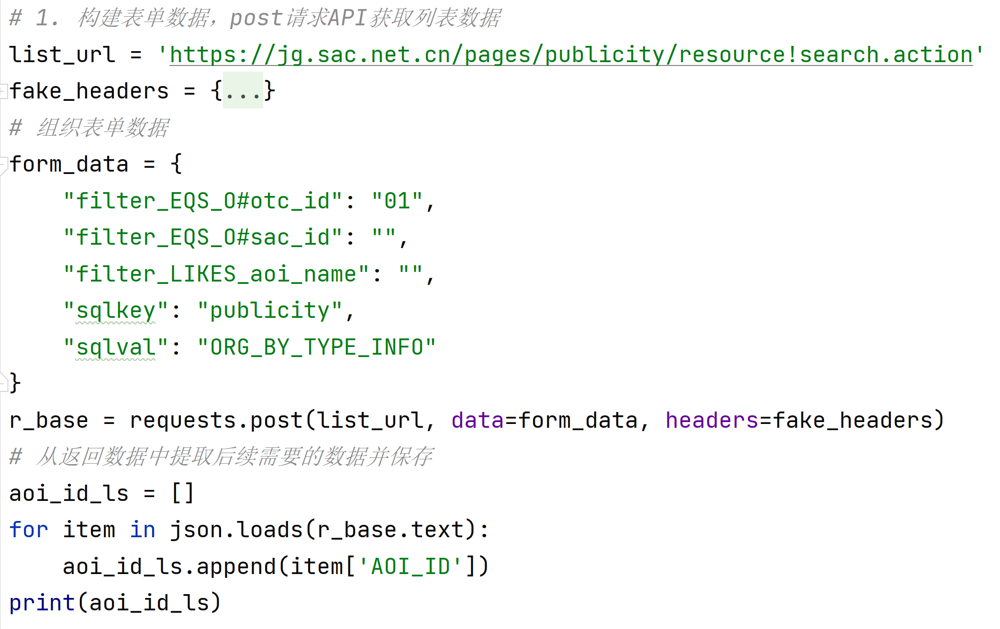 # 1. 构建表单数据，post请求API获取列表数据
list_url = 'https://jg.sac.net.cn/pages/publicity/resource!search.action'
fake_headers = {...}
# 组织表单数据
form_data = {
    "filter_EQS_O#otc_id": "01",
    "filter_EQS_O#sac_id": "",
    "filter_LIKES_aoi_name": "",
    "sqlkey": "publicity",
    "sqlval": "ORG_BY_TYPE_INFO"
}
r_base = requests.post(list_url, data=form_data, headers=fake_headers)
# 从返回数据中提取后续需要的数据并保存
aoi_id_ls = []
for item in json.loads(r_base.text):
    aoi_id_ls.append(item['AOI_ID'])
print(aoi_id_ls)